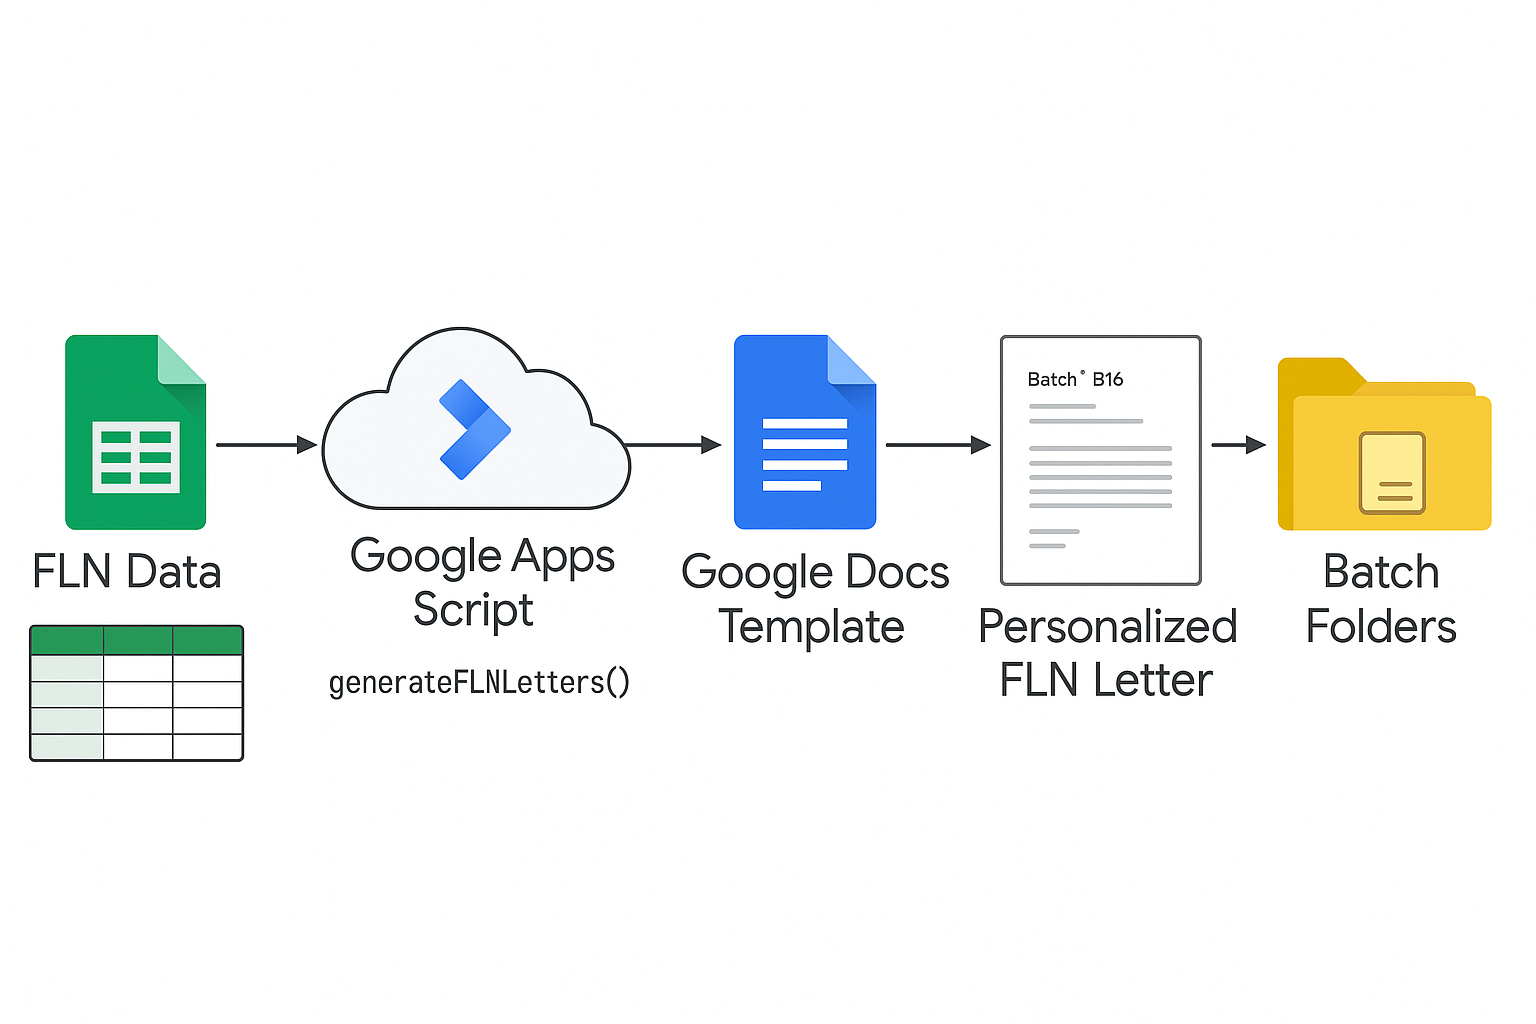 Batch° B16
FLN Data
Google Apps
Script
generateFLNLetters()
Google Docs
Template
Personalized
FLN Letter
Batch
Folders